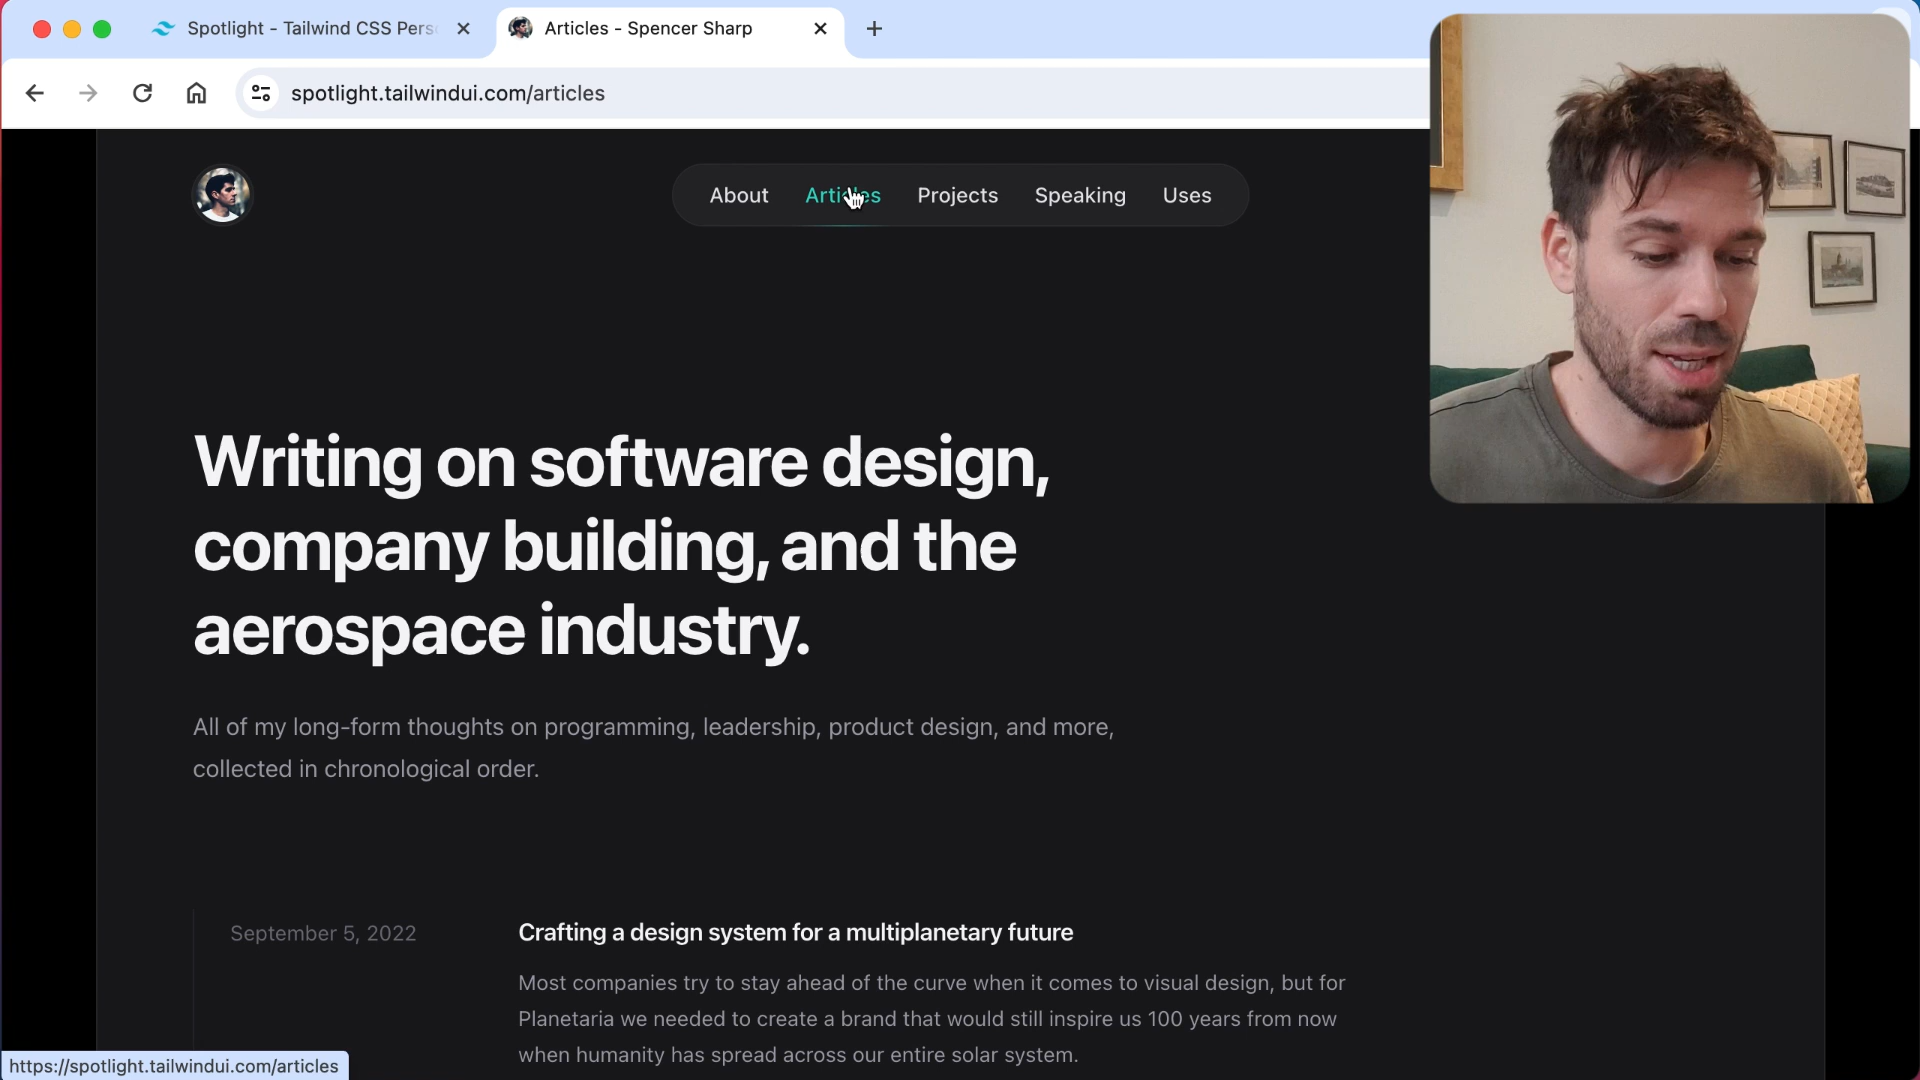 Spotlight - Tailwind CSS Pers
Articles - Spencer Sharp
spotlight.tailwindui.com/articles
About
Articles
Projects
Speaking
Uses
Writing on software design,
company building, and the
aerospace industry.
All of my long-form thoughts on programming, leadership, product design, and more,
collected in chronological order.
September 5, 2022
Crafting a design system for a multiplanetary future
Most companies try to stay ahead of the curve when it comes to visual design, but for
Planetaria we needed to create a brand that would still inspire us 100 years from now
when humanity has spread across our entire solar system.
https://spotlight.tailwindui.com/articles